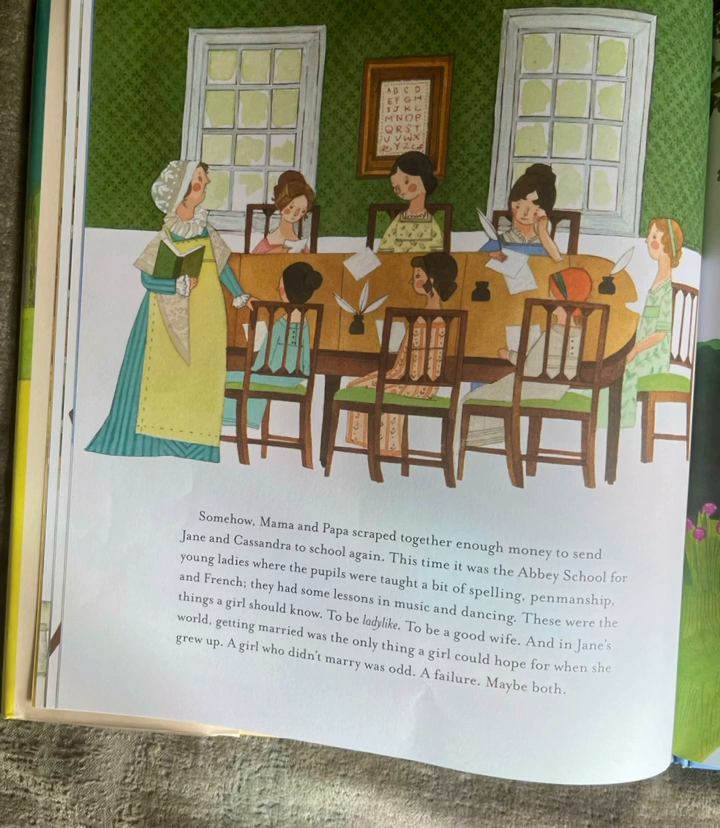 A B C D
E F G H
I J K L
M N O P
Q R S T
U V W X
Y Z
Somehow, Mama and Papa scraped together enough money to send
Jane and Cassandra to school again. This time it was the Abbey School for
young ladies where the pupils were taught a bit of spelling, penmanship,
and French; they had some lessons in music and dancing. These were the
things a girl should know. To be ladylike. To be a good wife. And in Jane's
world, getting married was the only thing a girl could hope for when she
grew up. A girl who didn't marry was odd. A failure. Maybe both.